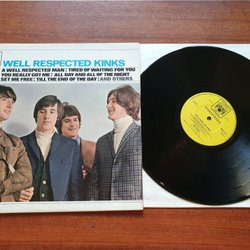 WELL RESPECTED KINKS
A WELL RESPECTED MAN : TIRED OF WAITING FOR YOU
YOU REALLY GOT ME : ALL DAY AND ALL OF THE NIGHT
SET ME FREE : TILL THE END OF THE DAY : AND OTHERS